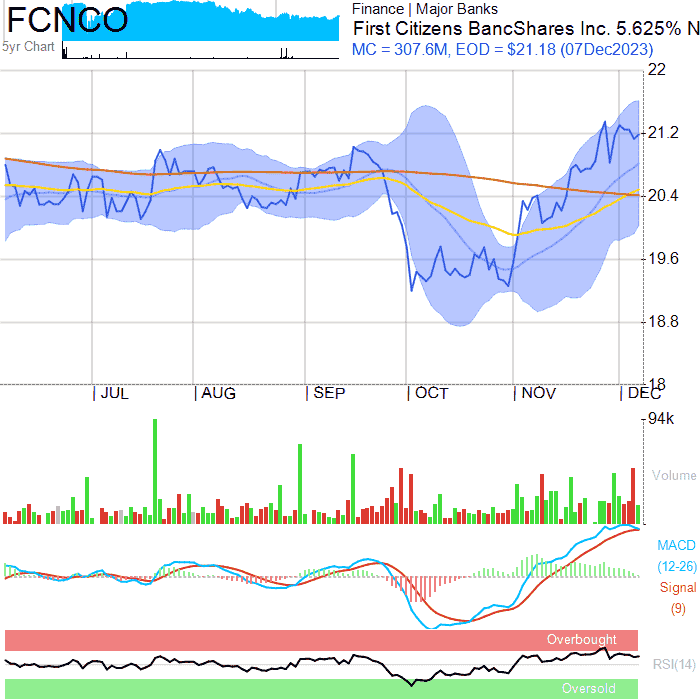 FCNCO
5yr Chart
Finance | Major Banks
First Citizens BancShares Inc. 5.625% N
MC = 307.6M, EOD = $21.18 (07Dec2023)
22
21.2
20.4
19.6
18.8
18
JUL AUG SEP OCT NOV DEC
94k
Volume
MACD
(12-26)
Signal
(9)
Overbought
RSI(14)
Oversold